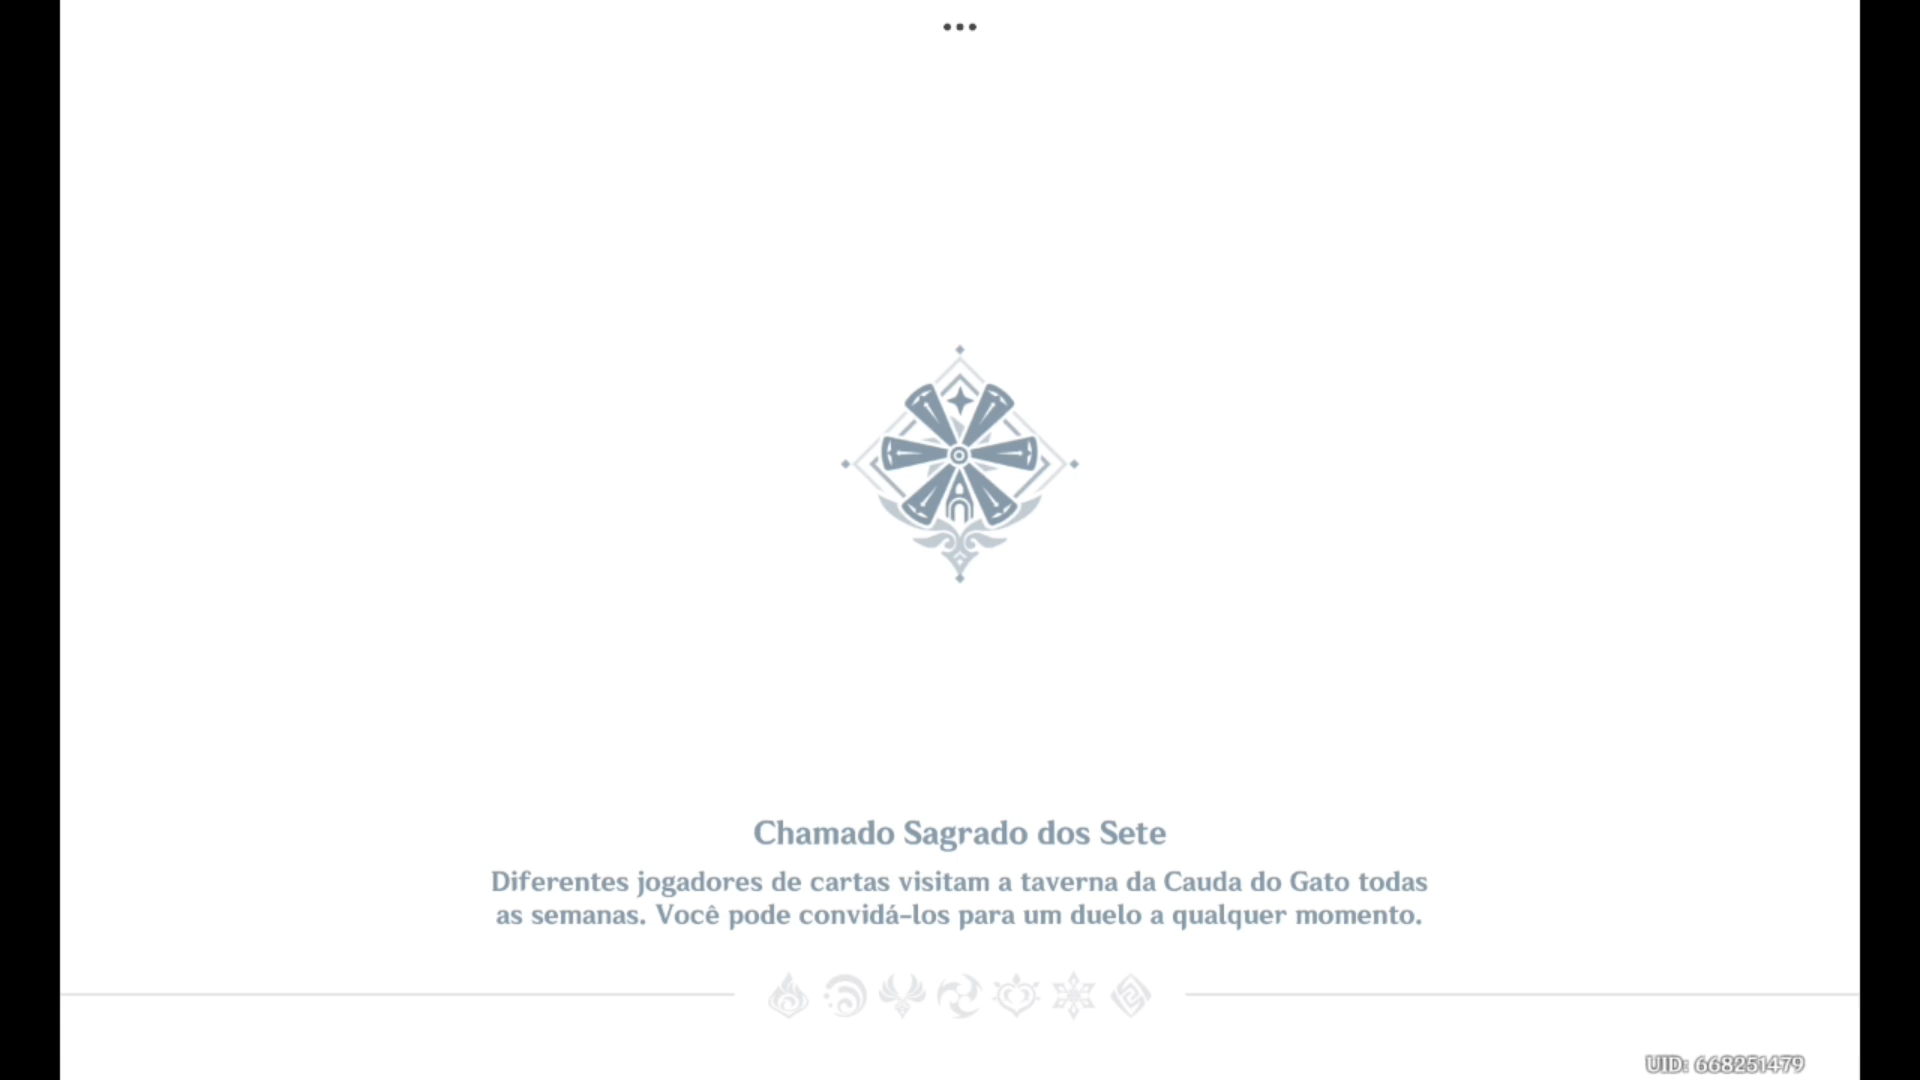 Chamado Sagrado dos Sete
Diferentes jogadores de cartas visitam a taverna da Cauda do Gato todas
as semanas. Você pode convidá-los para um duelo a qualquer momento.
UID: 668251479